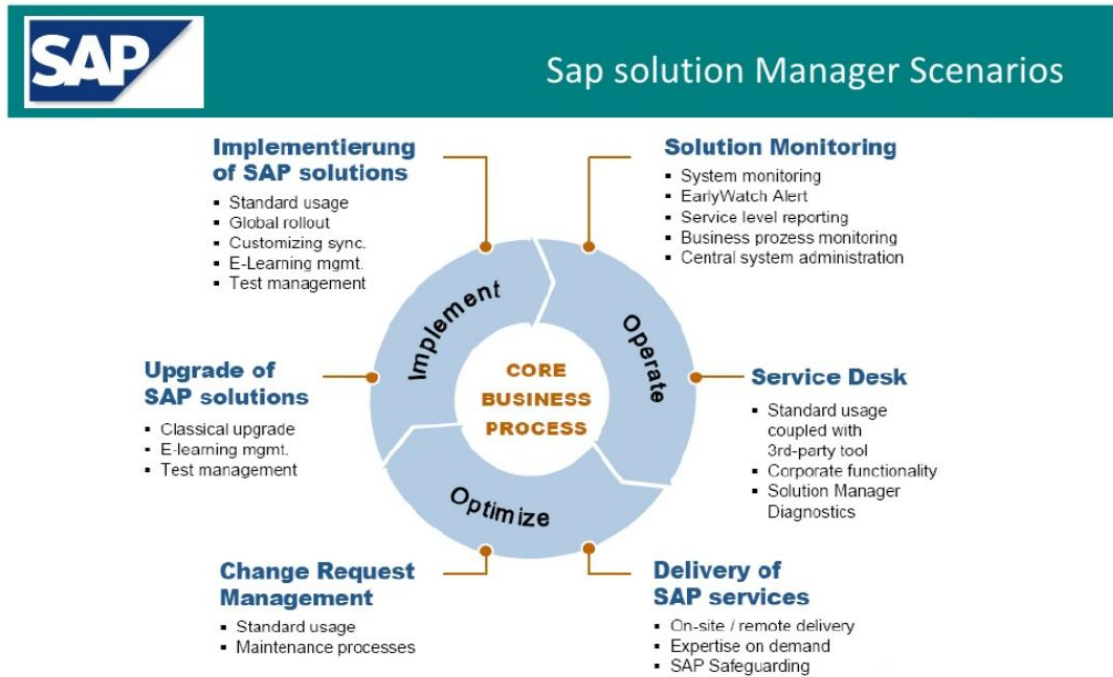 SAP
Sap solution Manager Scenarios
Implementierung
of SAP solutions
▪ Standard usage
▪ Global rollout
▪ Customizing sync.
▪ E-Learning mgmt.
▪ Test management
Solution Monitoring
▪ System monitoring
▪ EarlyWatch Alert
▪ Service level reporting
▪ Business prozess monitoring
▪ Central system administration
Implement
Operate
Optimize
CORE
BUSINESS
PROCESS
Upgrade of
SAP solutions
▪ Classical upgrade
▪ E-learning mgmt.
▪ Test management
Service Desk
▪ Standard usage
coupled with
3rd-party tool
▪ Corporate functionality
▪ Solution Manager
Diagnostics
Change Request
Management
▪ Standard usage
▪ Maintenance processes
Delivery of
SAP services
▪ On-site / remote delivery
▪ Expertise on demand
▪ SAP Safeguarding